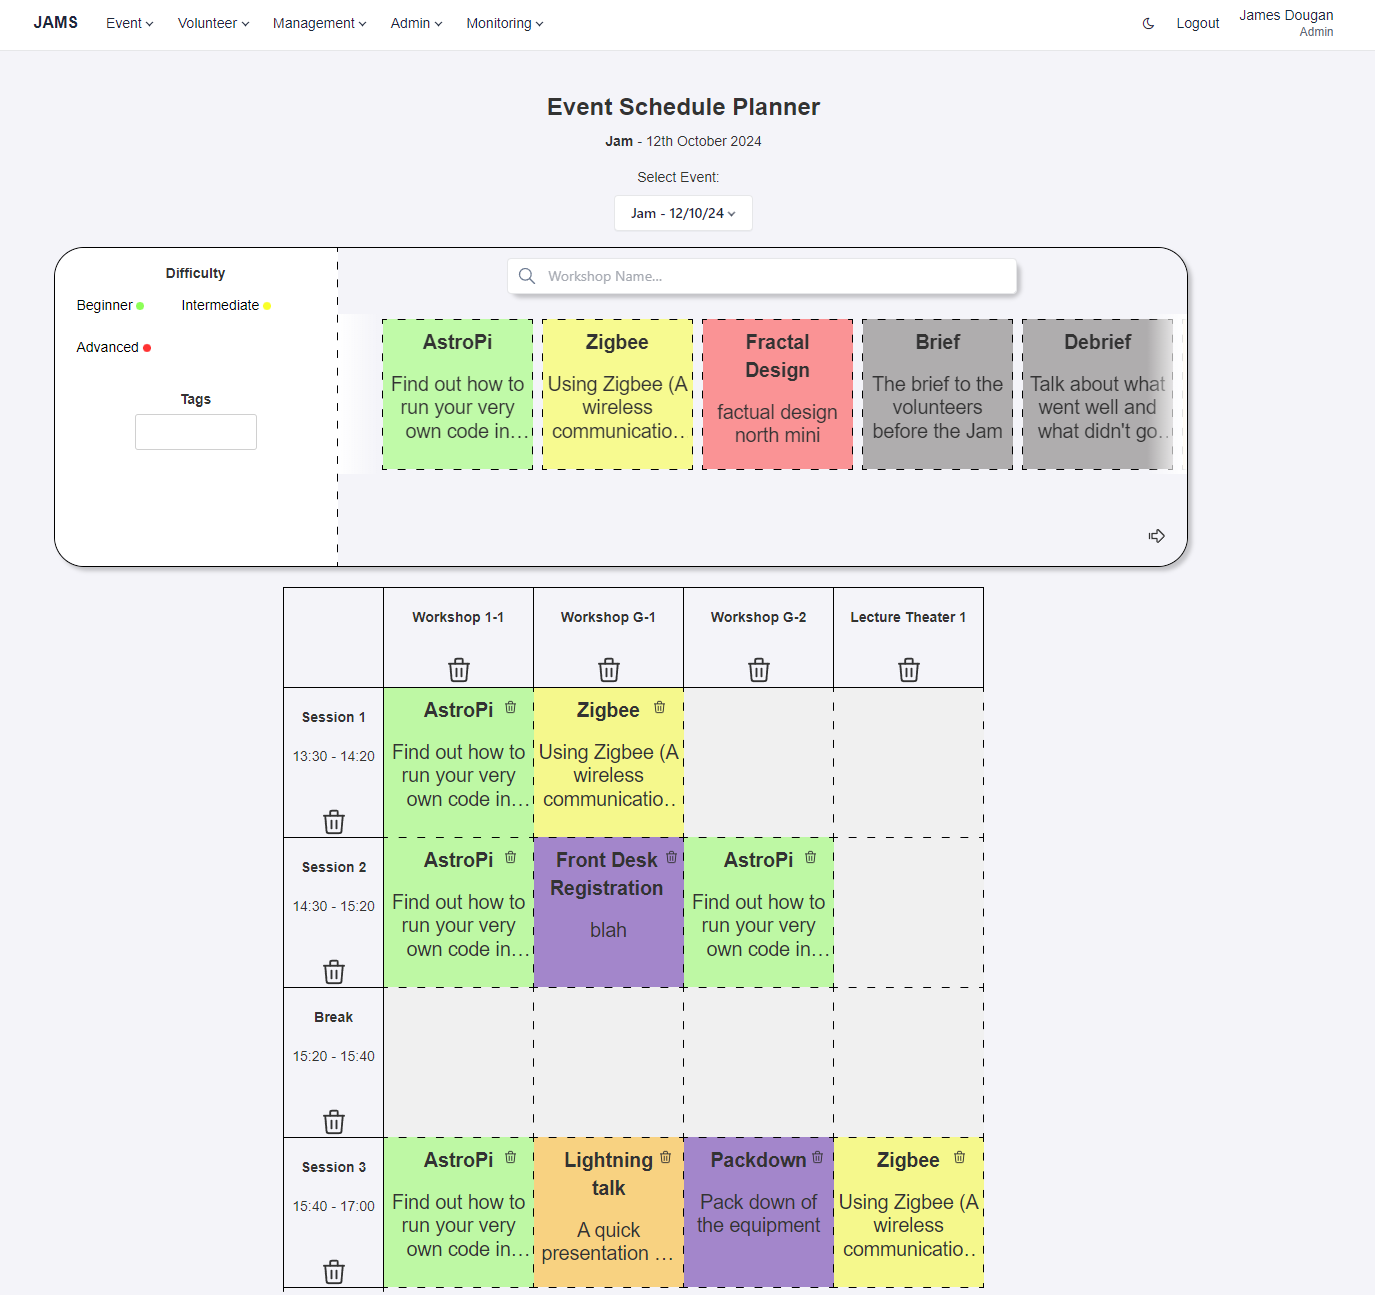 JAMS Event Volunteer Management Admin Monitoring Logout James Dougan
Admin
Event Schedule Planner
Jam - 12th October 2024
Select Event:
Jam - 12/10/24
Difficulty
Beginner Intermediate
Advanced
Tags
Workshop Name...
AstroPi
Find out how to
run your very
own code in…
Zigbee
Using Zigbee (A
wireless
communicatio..
Fractal
Design
factual design
north mini
Brief
The brief to the
volunteers
before the Jam
Debrief
Talk about what
went well and
what didn't go..
Workshop 1-1 Workshop G-1 Workshop G-2 Lecture Theater 1
Session 1
13:30 - 14:20
AstroPi
Find out how to
run your very
own code in…
Zigbee
Using Zigbee (A
wireless
communicatio..
Session 2
14:30 - 15:20
AstroPi
Find out how to
run your very
own code in…
Front Desk
Registration
blah
AstroPi
Find out how to
run your very
own code in…
Break
15:20 - 15:40
Session 3
15:40 - 17:00
AstroPi
Find out how to
run your very
own code in…
Lightning
talk
A quick
presentation …
Packdown
Pack down of
the equipment
Zigbee
Using Zigbee (A
wireless
communicatio..